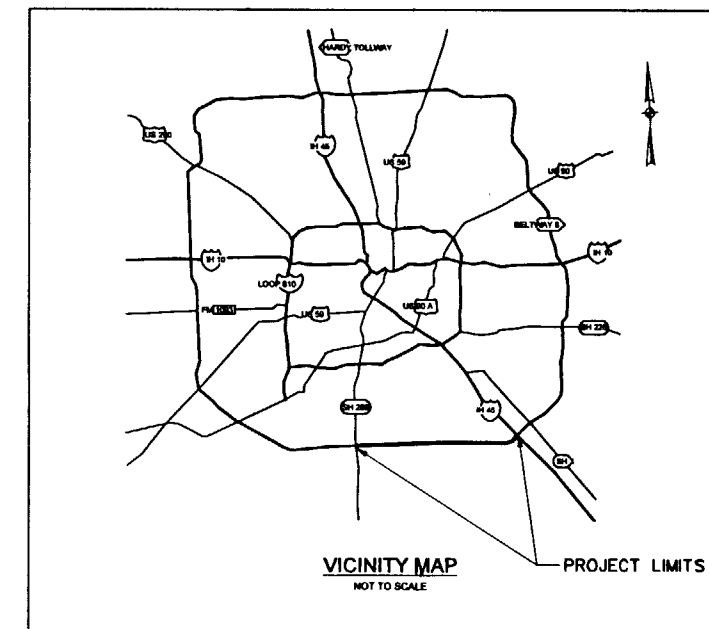 HARDY TOLLWAY
US 290
IH 45
US 59
US 90
BELTWAY 8
IH 10
IH 10
LOOP 610
FM
US 59
US 90 A
SH 225
SH 288
IH 45
SH
VICINITY MAP
NOT TO SCALE
PROJECT LIMITS